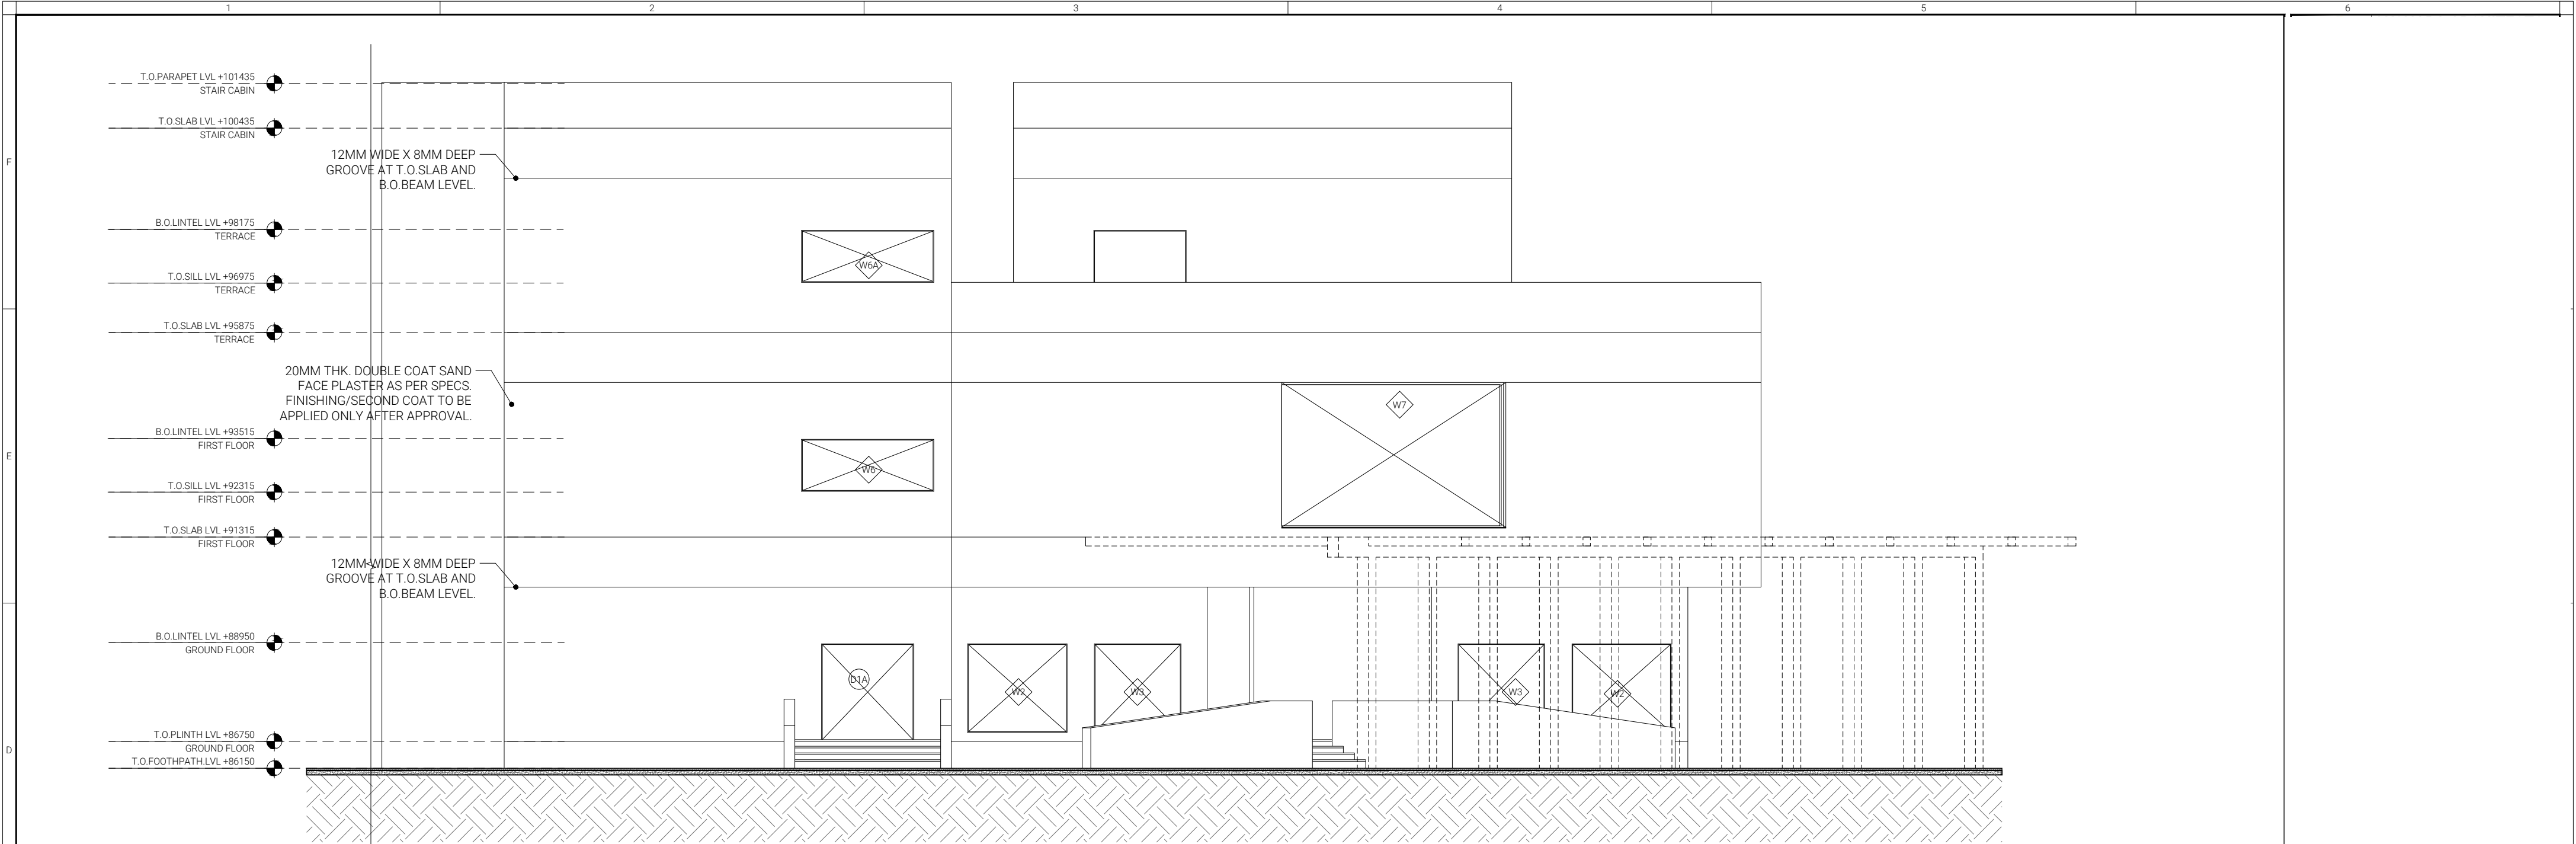 1 2 3 4 5 6
T.O.PARAPET LVL +101435
STAIR CABIN
T.O.SLAB LVL +100435
STAIR CABIN
12MM WIDE X 8MM DEEP
GROOVE AT T.O.SLAB AND
B.O.BEAM LEVEL.
F
B.O.LINTEL LVL +98175
TERRACE
W6A
T.O.SILL LVL +96975
TERRACE
T.O.SLAB LVL +95875
TERRACE
20MM THK. DOUBLE COAT SAND
FACE PLASTER AS PER SPECS.
FINISHING/SECOND COAT TO BE
APPLIED ONLY AFTER APPROVAL.
W7
B.O.LINTEL LVL +93515
FIRST FLOOR
E
W6
T.O.SILL LVL +92315
FIRST FLOOR
T.O.SLAB LVL +91315
FIRST FLOOR
12MM WIDE X 8MM DEEP
GROOVE AT T.O.SLAB AND
B.O.BEAM LEVEL.
B.O.LINTEL LVL +88950
GROUND FLOOR
D1A
W2
W3
W3
W2
T.O.PLINTH LVL +86750
GROUND FLOOR
D
T.O.FOOTHPATH.LVL +86150